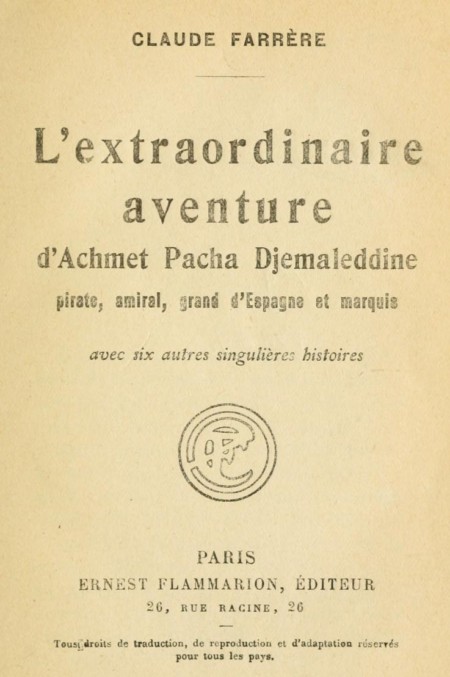 CLAUDE FARRÈRE
L'extraordinaire
aventure
d'Achmet Pacha Djemaleddine
pirate, amiral, grand d'Espagne et marquis
avec six autres singulières histoires
PARIS
ERNEST FLAMMARION, ÉDITEUR
26, RUE RACINE, 26
Tous droits de traduction, de reproduction et d'adaptation réservés
pour tous les pays.